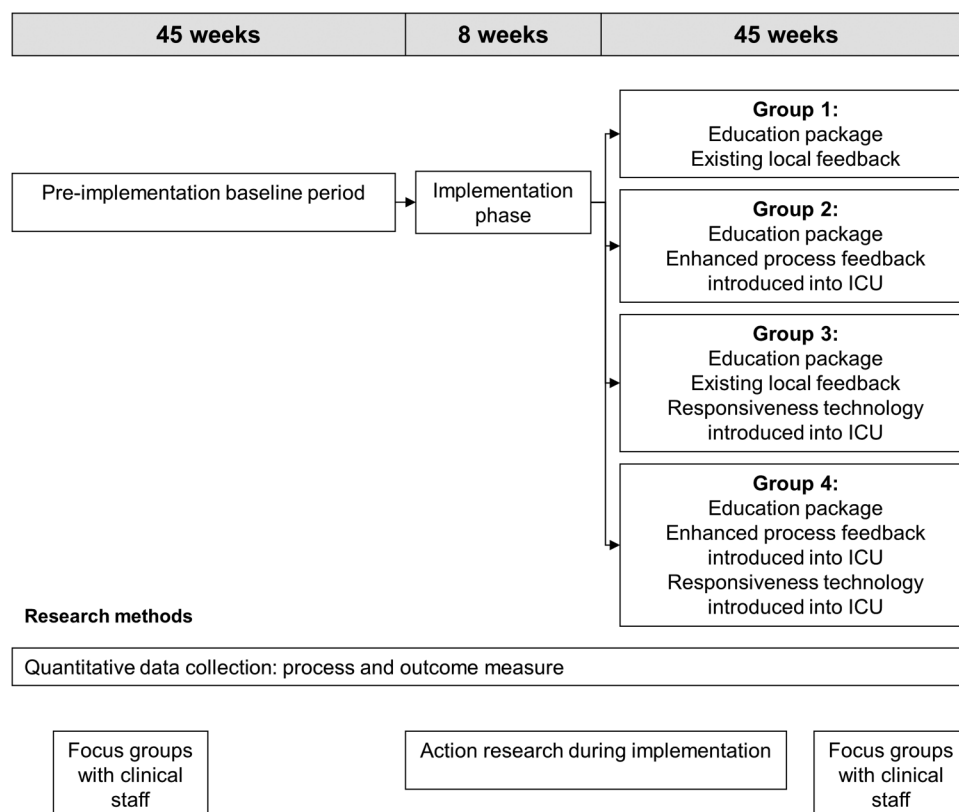 45 weeks
8 weeks
45 weeks
Pre-implementation baseline period
Implementation
phase
Group 1:
Education package
Existing local feedback
Group 2:
Education package
Enhanced process feedback
introduced into ICU
Group 3:
Education package
Existing local feedback
Responsiveness technology
introduced into ICU
Group 4:
Education package
Enhanced process feedback
introduced into ICU
Responsiveness technology
introduced into ICU
Research methods
Quantitative data collection: process and outcome measure
Focus groups
with clinical
staff
Action research during implementation
Focus groups
with clinical
staff